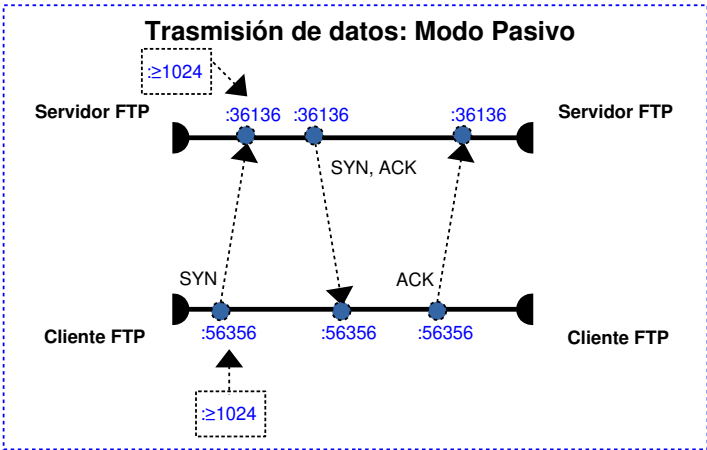 Trasmisión de datos: Modo Pasivo
:≥1024
Servidor FTP
:36136
:36136
:36136
Servidor FTP
SYN, ACK
SYN
ACK
Cliente FTP
:56356
:56356
:56356
Cliente FTP
:≥1024